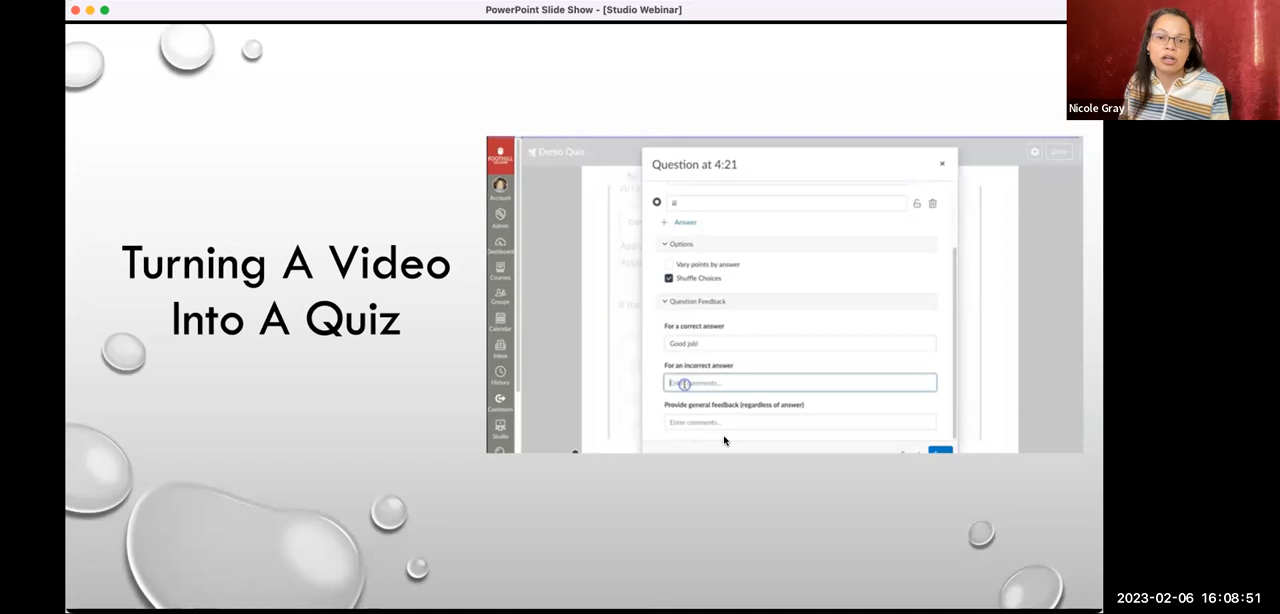 PowerPoint Slide Show - [Studio Webinar]
Nicole Gray
Turning A Video
Into A Quiz
FOOTHILL
Account
Admin
Dashboard
Courses
Groups
Calendar
Inbox
History
Commons
Studio
Demo Quiz
Question at 4:21
×
+ Answer
Options
Vary points by answer
Shuffle Choices
Question Feedback
For a correct answer
Good job!
For an incorrect answer
comments...
Provide general feedback (regardless of answer)
Enter comments...
2023-02-06 16:08:51